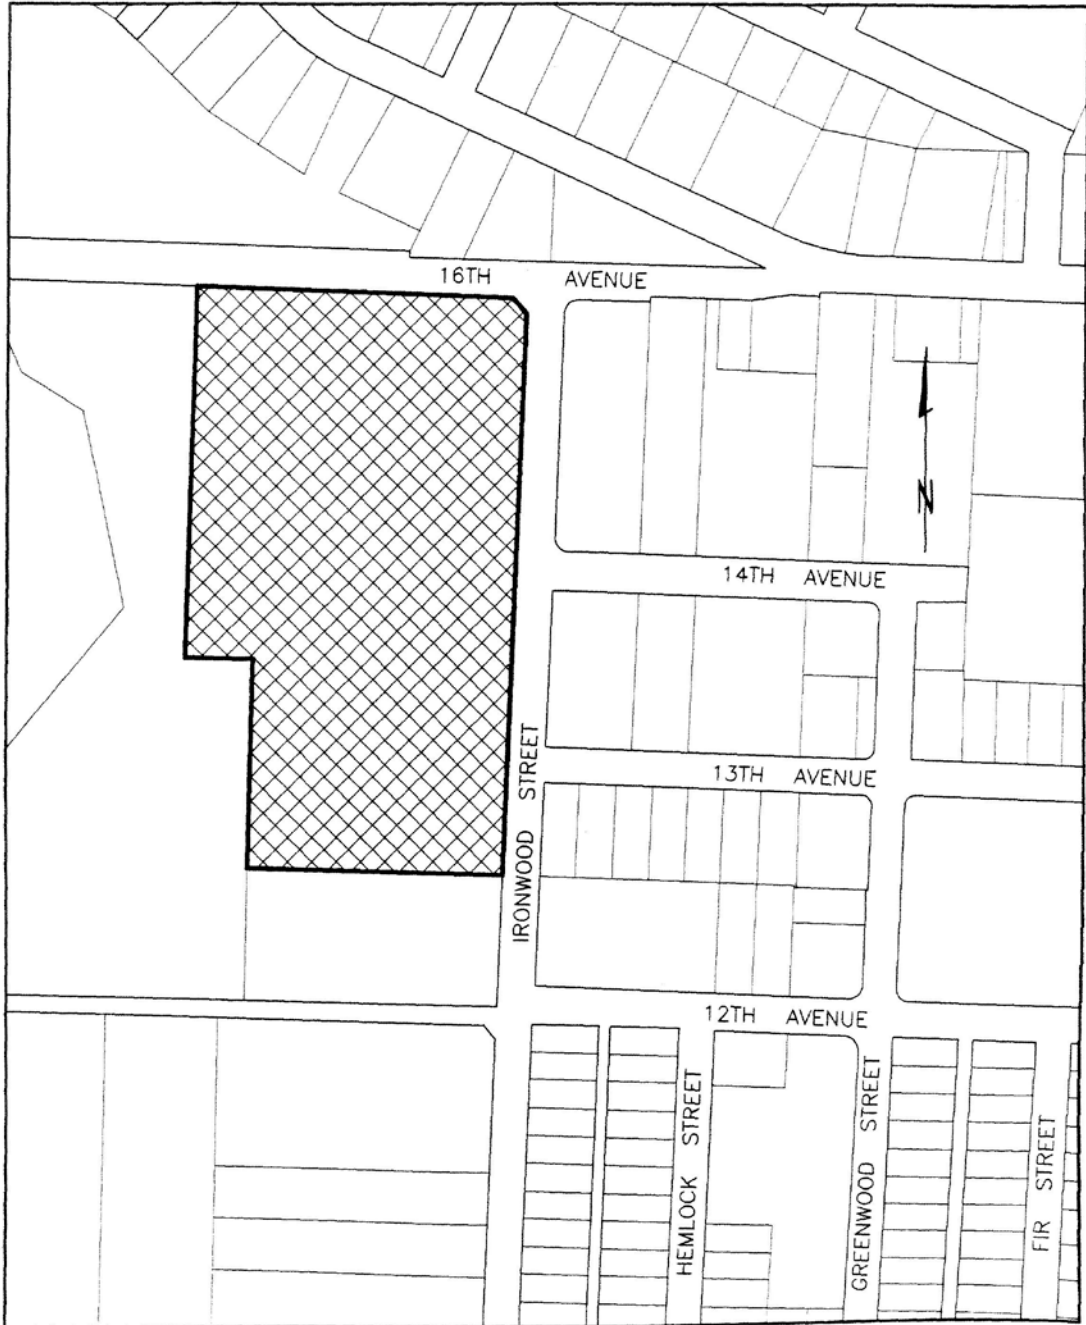 16TH AVENUE
14TH AVENUE
IRONWOOD STREET
13TH AVENUE
12TH AVENUE
HEMLOCK STREET
GREENWOOD STREET
FIR STREET
N